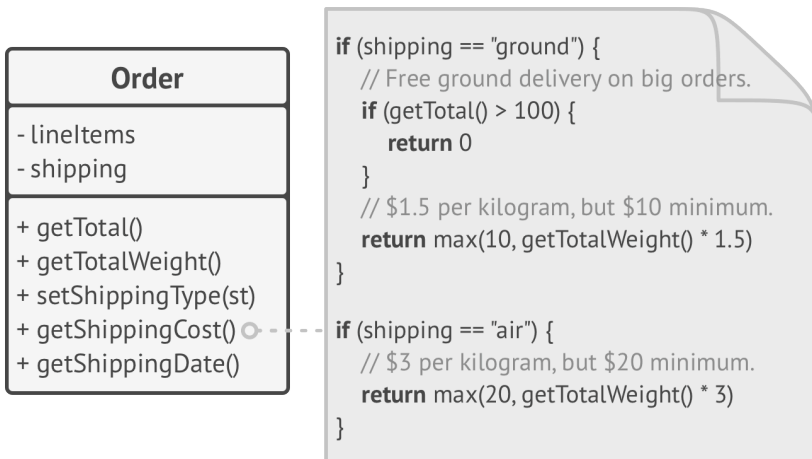 Order
- lineItems
- shipping
+ getTotal()
+ getTotalWeight()
+ setShippingType(st)
+ getShippingCost()
+ getShippingDate()
if (shipping == "ground") {
// Free ground delivery on big orders.
if (getTotal() > 100) {
return 0
}
// $1.5 per kilogram, but $10 minimum.
return max(10, getTotalWeight() * 1.5)
}
if (shipping == "air") {
// $3 per kilogram, but $20 minimum.
return max(20, getTotalWeight() * 3)
}